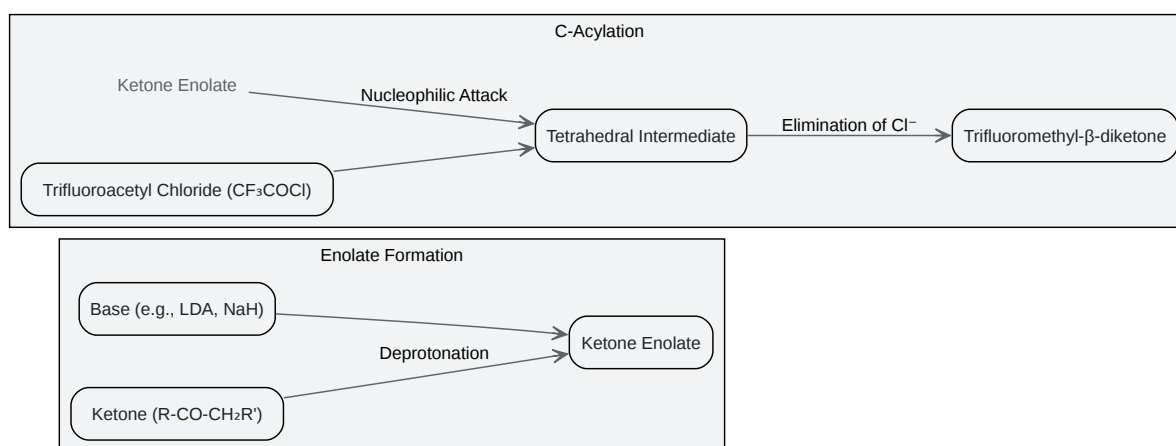 C-Acylation
Ketone Enolate
Nucleophilic Attack
Tetrahedral Intermediate
Elimination of Cl⁻
Trifluoromethyl-β-diketone
Trifluoroacetyl Chloride (CF₃COCl)
Enolate Formation
Base (e.g., LDA, NaH)
Ketone Enolate
Deprotonation
Ketone (R-CO-CH₂R')